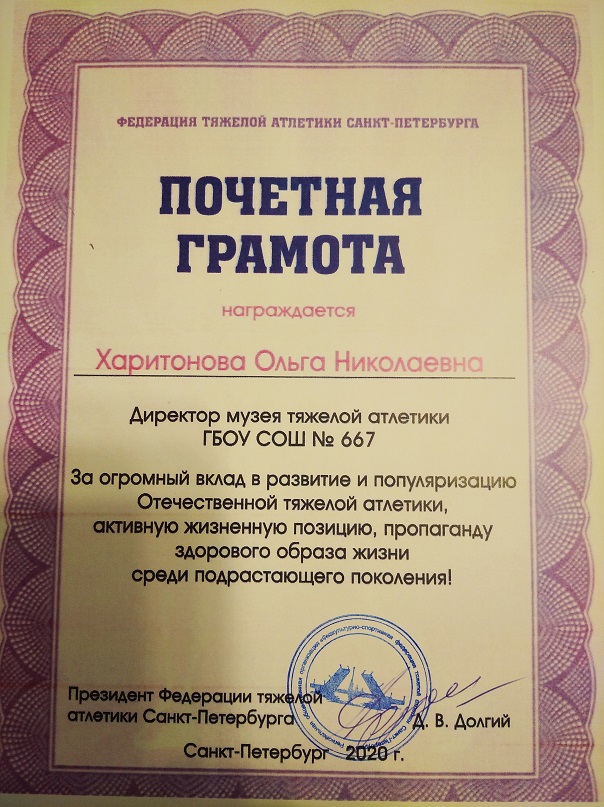 ФЕДЕРАЦИЯ ТЯЖЕЛОЙ АТЛЕТИКИ САНКТ-ПЕТЕРБУРГА
ПОЧЕТНАЯ
ГРАМОТА
награждается
Харитонова Ольга Николаевна
Директор музея тяжелой атлетики
ГБОУ СОШ № 667
За огромный вклад в развитие и популяризацию
Отечественной тяжелой атлетики,
активную жизненную позицию, пропаганду
здорового образа жизни
среди подрастающего поколения!
Президент Федерации тяжелой
атлетики Санкт-Петербурга
Д. В. Долгий
Санкт-Петербург 2020 г.